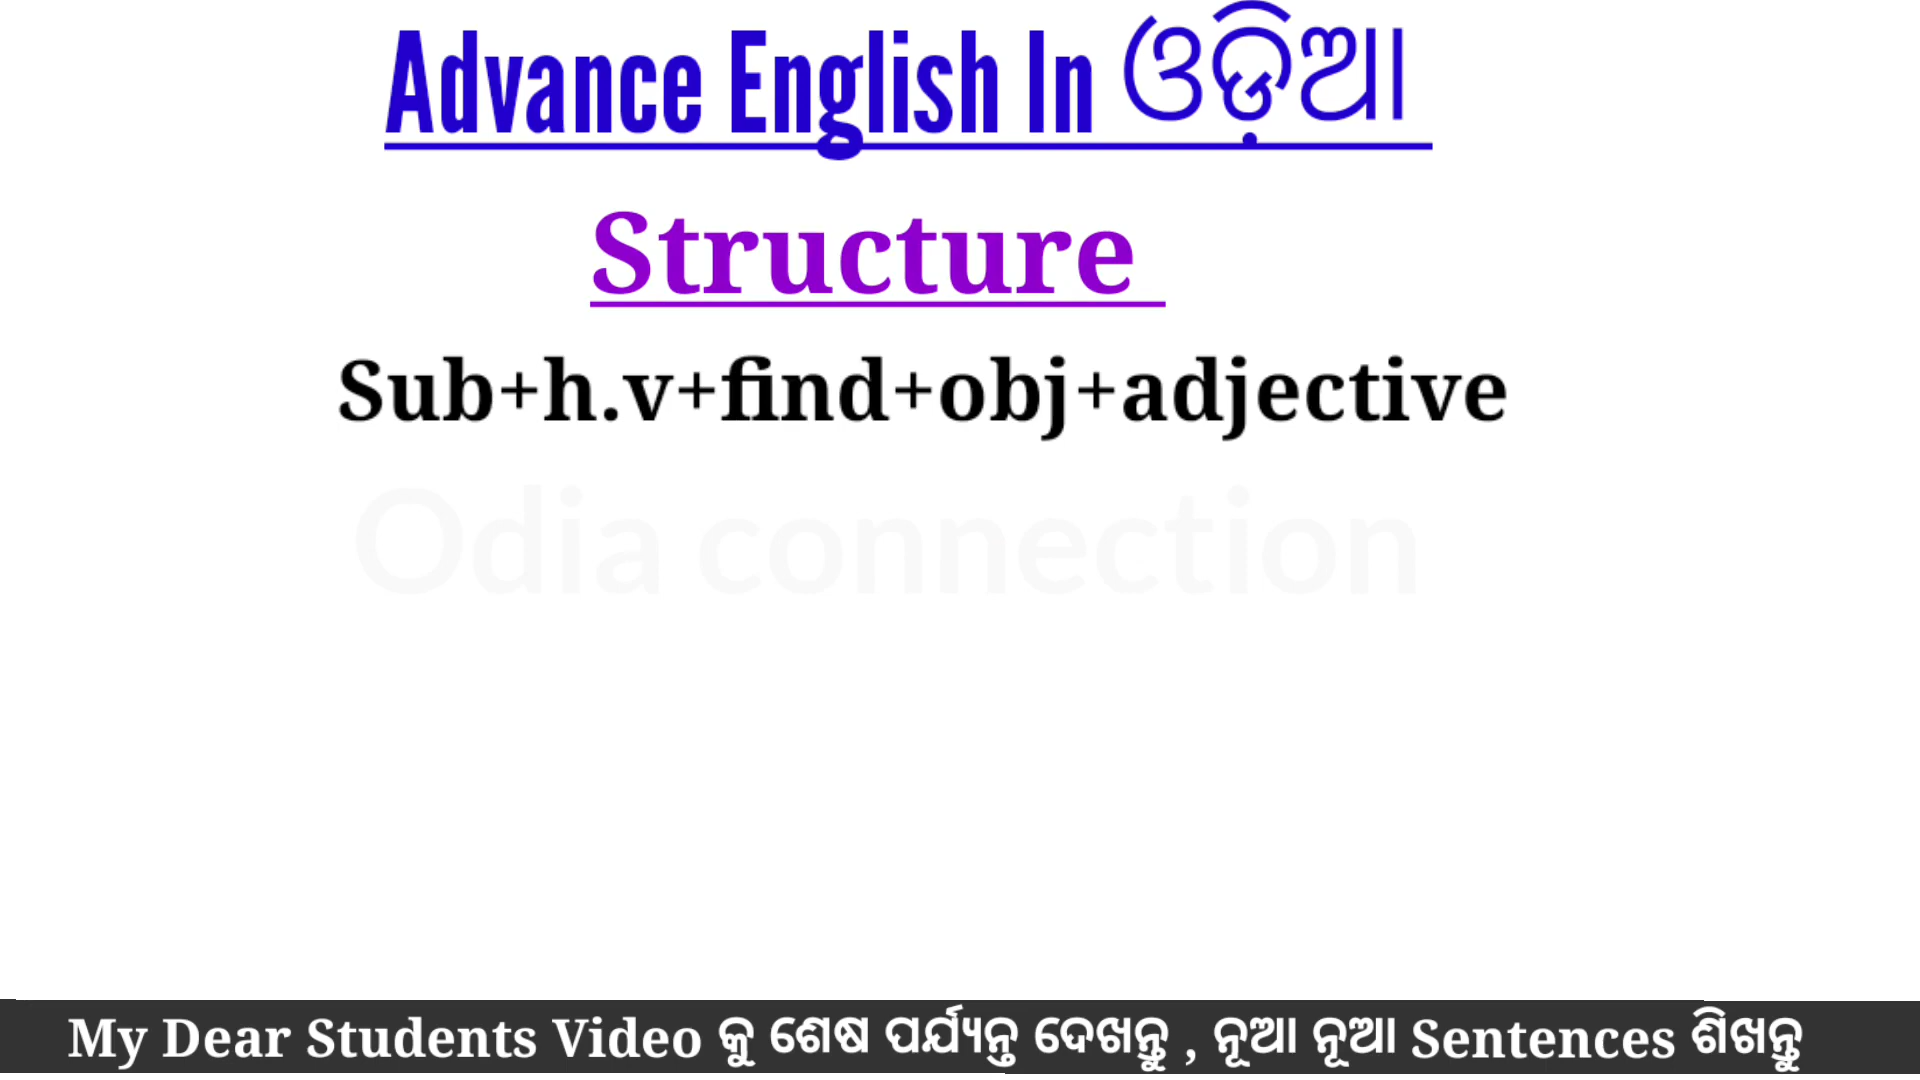 Advance English In ଓଡ଼ିଆ
Structure
Sub+h.v+find+obj+adjective
Odia connection
My Dear Students Video କୁ ଶେଷ ପର୍ଯ୍ୟନ୍ତ ଦେଖନ୍ତୁ , ନୂଆ ନୂଆ Sentences ଶିଖନ୍ତୁ